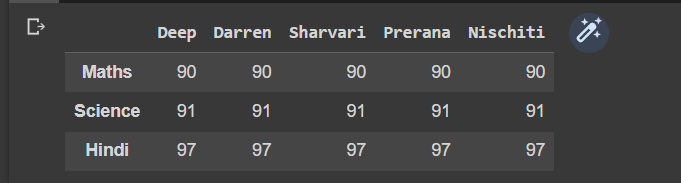 Deep Darren Sharvari Prerana Nischiti
Maths 90 90 90 90 90
Science 91 91 91 91 91
Hindi 97 97 97 97 97